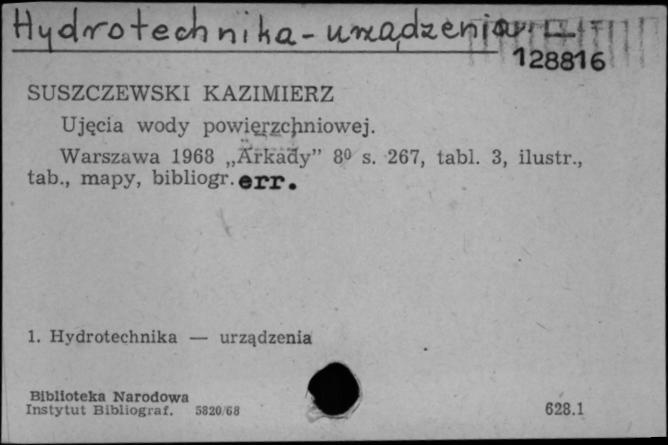 Hydrotechnika - urządzenia
128816
SUSZCZEWSKI KAZIMIERZ
Ujęcia wody powierzchniowej.
Warszawa 1968 „Arkady” 8⁰ s. 267, tabl. 3, ilustr.,
tab., mapy, bibliogr. err.
1. Hydrotechnika — urządzenia
Biblioteka Narodowa
Instytut Bibliograf. 5820/68
628.1